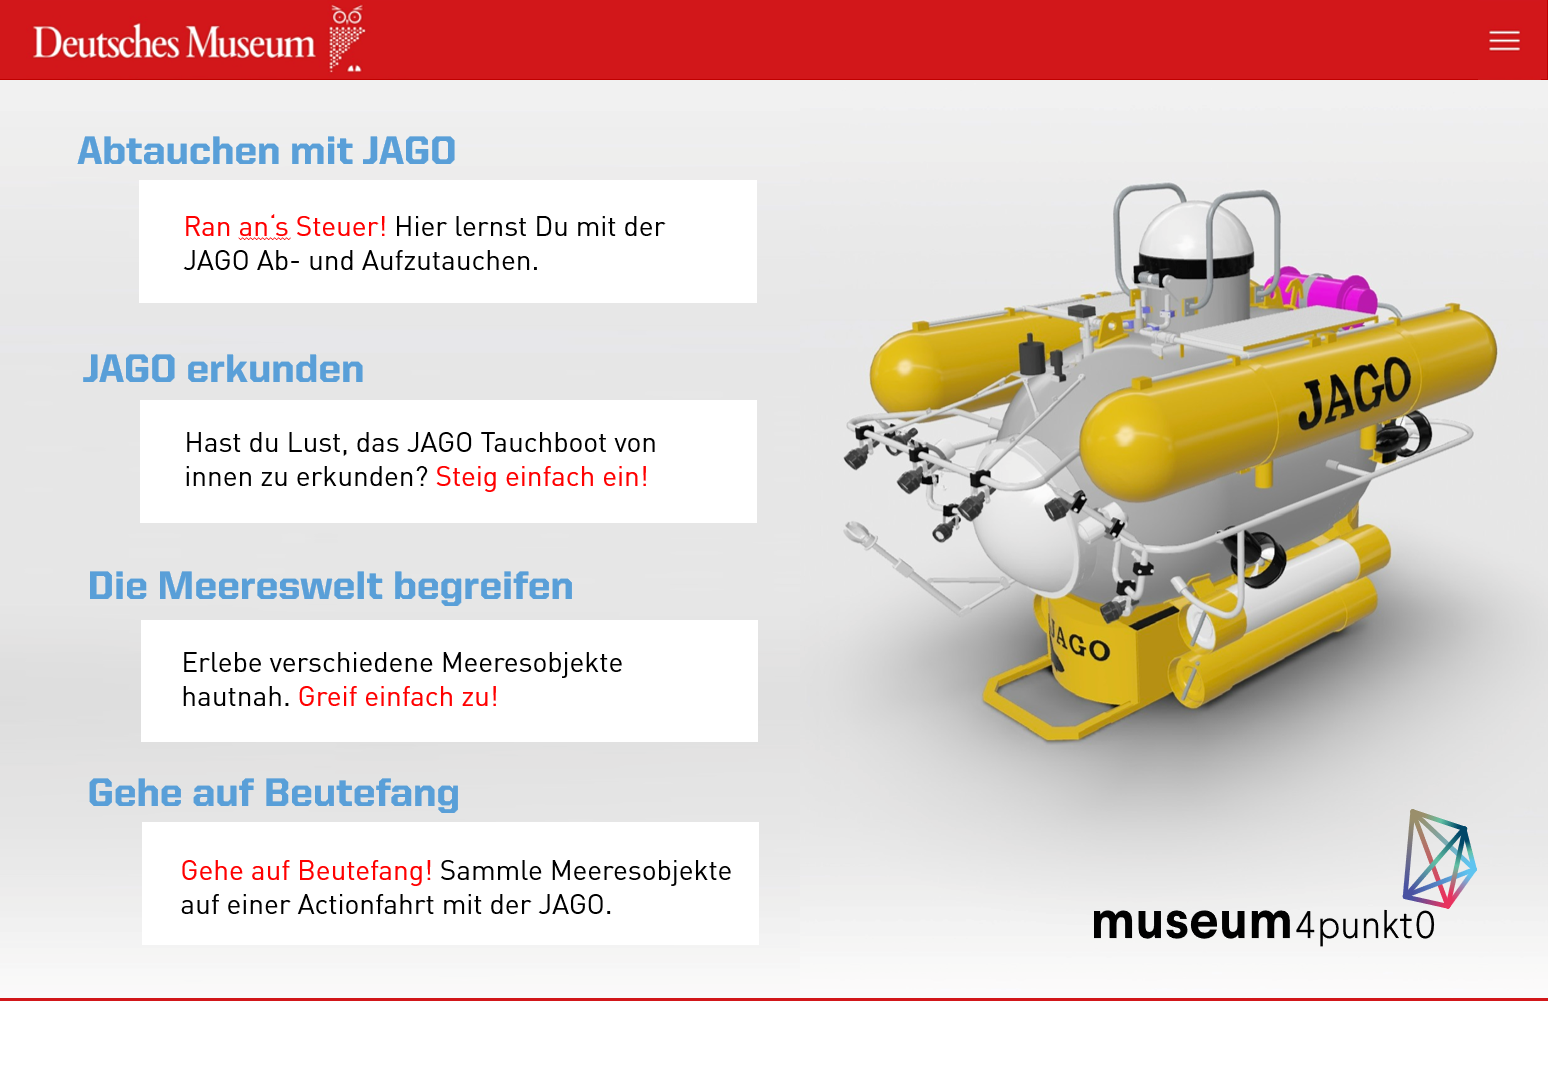 Deutsches Museum
Abtauchen mit JAGO
Ran an‘s Steuer! Hier lernst Du mit der
JAGO Ab- und Aufzutauchen.
JAGO erkunden
Hast du Lust, das JAGO Tauchboot von
innen zu erkunden? Steig einfach ein!
Die Meereswelt begreifen
Erlebe verschiedene Meeresobjekte
hautnah. Greif einfach zu!
Gehe auf Beutefang
Gehe auf Beutefang! Sammle Meeresobjekte
auf einer Actionfahrt mit der JAGO.
JAGO
JAGO
museum4punkt0